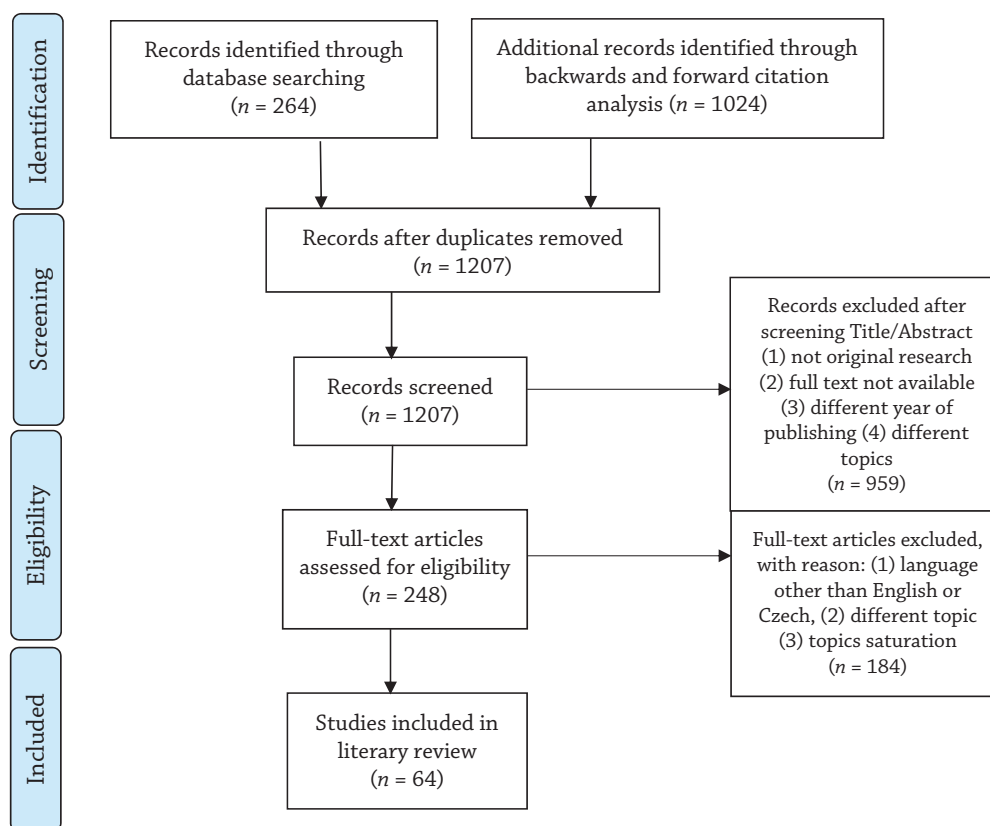 Identification
Records identified through
database searching
(n = 264)
Additional records identified through
backwards and forward citation
analysis (n = 1024)
Screening
Records after duplicates removed
(n = 1207)
Records screened
(n = 1207)
Records excluded after
screening Title/Abstract
(1) not original research
(2) full text not available
(3) different year of
publishing (4) different
topics
(n = 959)
Eligibility
Full-text articles
assessed for eligibility
(n = 248)
Full-text articles excluded,
with reason: (1) language
other than English or
Czech, (2) different topic
(3) topics saturation
(n = 184)
Included
Studies included in
literary review
(n = 64)